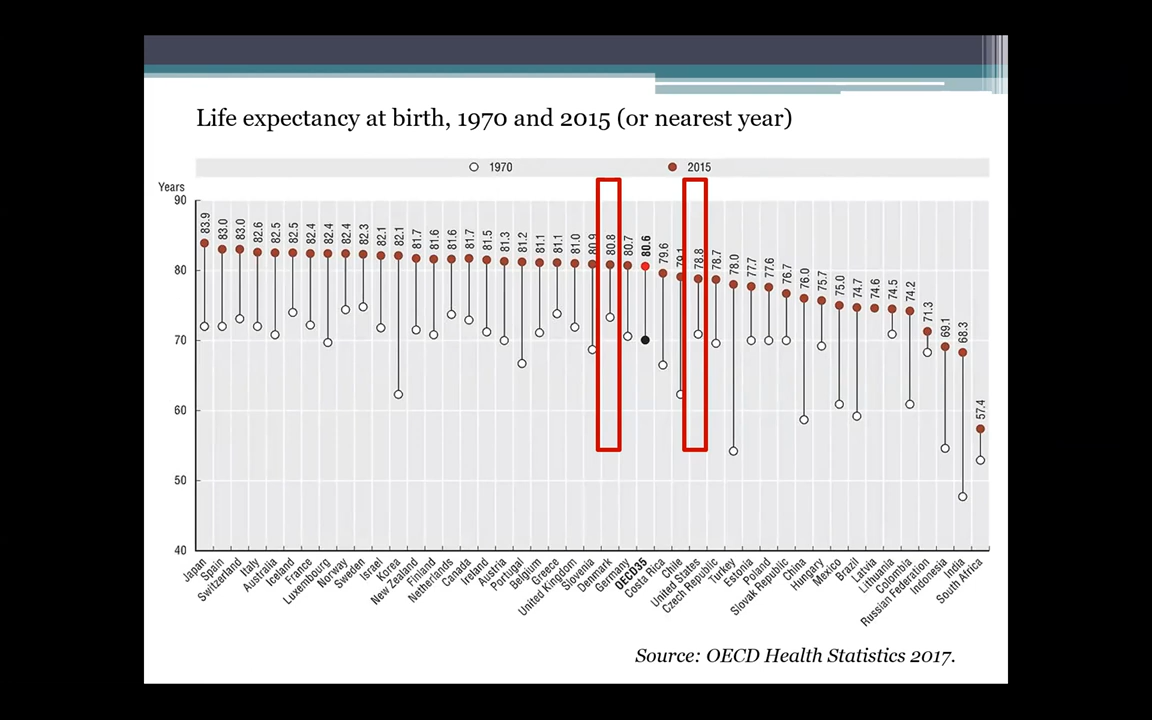 Life expectancy at birth, 1970 and 2015 (or nearest year)
1970 2015
Years
90
80
70
60
50
40
83.9 83.0 83.0 82.6 82.5 82.5 82.4 82.4 82.4 82.3 82.1 82.1 81.7 81.6 81.6 81.7 81.5 81.3 81.2 81.1 81.1 81.0 80.9 80.8 80.7 80.6 79.6 79.1 78.8 78.7 78.0 77.7 77.6 76.7 76.0 75.7 75.0 74.7 74.6 74.5 74.2 71.3 69.1 68.3 57.4
Japan
Spain
Switzerland
Italy
Australia
Iceland
France
Luxembourg
Norway
Sweden
Israel
Korea
New Zealand
Finland
Netherlands
Canada
Ireland
Austria
Portugal
Belgium
Greece
United Kingdom
Slovenia
Denmark
Germany
OECD35
Costa Rica
Chile
United States
Czech Republic
Turkey
Estonia
Poland
Slovak Republic
China
Hungary
Mexico
Brazil
Latvia
Lithuania
Colombia
Russian Federation
Indonesia
India
South Africa
Source: OECD Health Statistics 2017.